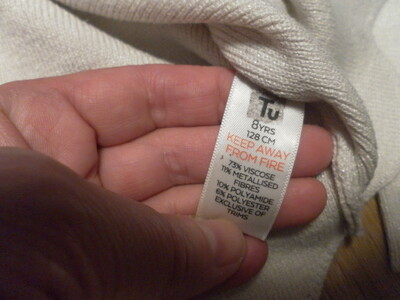 Tu
8YRS
128 CM
KEEP AWAY
FROM FIRE
73% VISCOSE
11% METALLISED
FIBRES
10% POLYAMIDE
6% POLYESTER
EXCLUSIVE OF
TRIMS